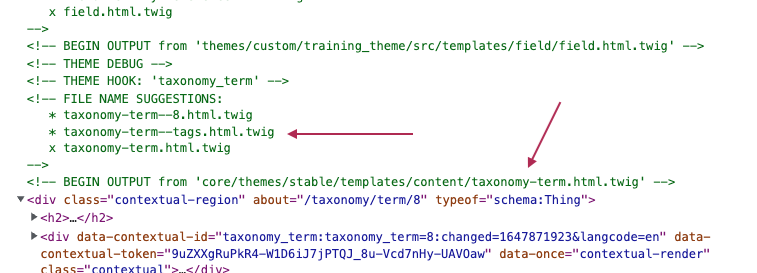 x field.html.twig
-->
<!-- BEGIN OUTPUT from 'themes/custom/training_theme/src/templates/field/field.html.twig' -->
<!-- THEME DEBUG -->
<!-- THEME HOOK: 'taxonomy_term' -->
<!-- FILE NAME SUGGESTIONS:
* taxonomy-term--8.html.twig
* taxonomy-term--tags.html.twig
x taxonomy-term.html.twig
-->
<!-- BEGIN OUTPUT from 'core/themes/stable/templates/content/taxonomy-term.html.twig' -->
<div class="contextual-region" about="/taxonomy/term/8" typeof="schema:Thing">
<h2>…</h2>
<div data-contextual-id="taxonomy_term:taxonomy_term=8:changed=1647871923&langcode=en" data-
contextual-token="9uZXXgRuPkR4-W1D6iJ7jPTQJ_8u-Vcd7nHy-UAVOaw" data-once="contextual-render"
class="contextual">…</div>